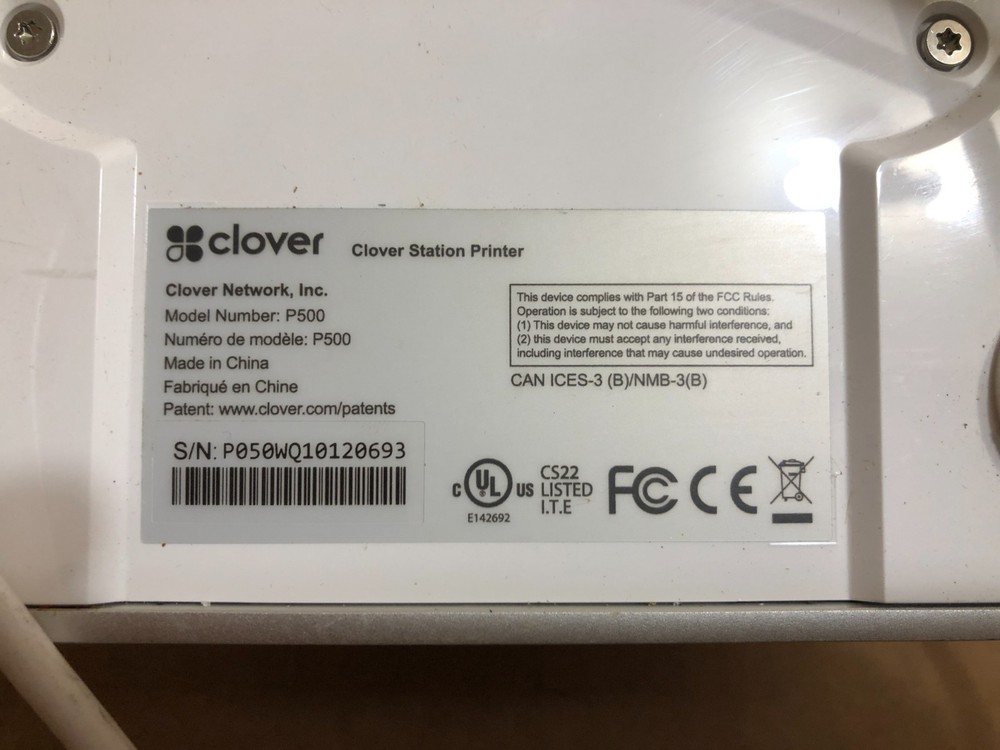 clover Clover Station Printer
Clover Network, Inc.
Model Number: P500
Numéro de modèle: P500
Made in China
Fabriqué en Chine
Patent: www.clover.com/patents
This device complies with Part 15 of the FCC Rules.
Operation is subject to the following two conditions:
(1) This device may not cause harmful interference, and
(2) this device must accept any interference received,
including interference that may cause undesired operation.
CAN ICES-3 (B)/NMB-3(B)
S/N: P050WQ10120693
C UL US
E142692
CS22
LISTED
I.T.E
FC CE